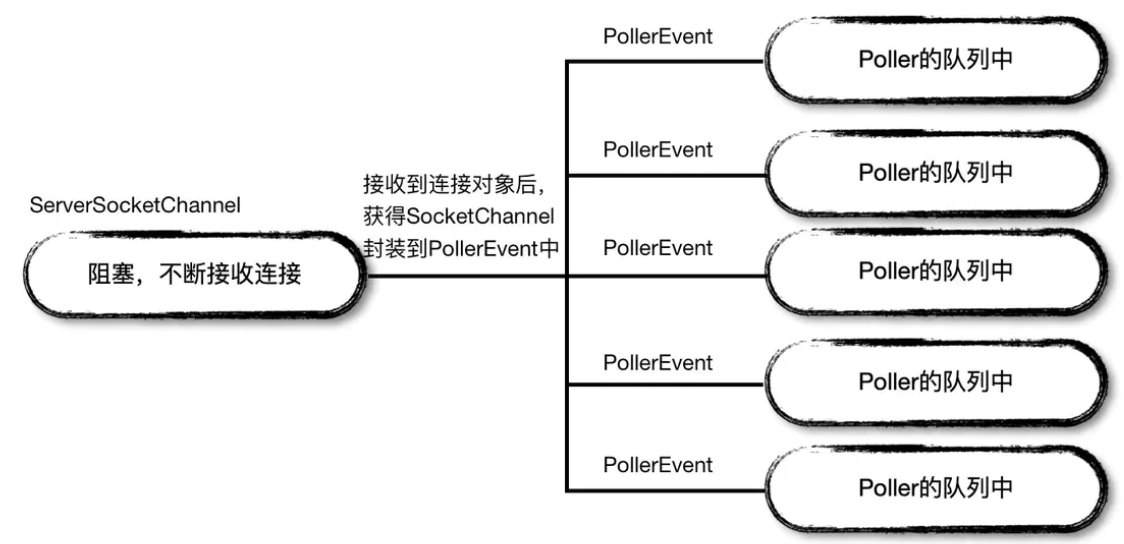 ServerSocketChannel
阻塞，不断接收连接
接收到连接对象后，
获得SocketChannel
封装到PollerEvent中
PollerEvent
Poller的队列中
PollerEvent
Poller的队列中
PollerEvent
Poller的队列中
PollerEvent
Poller的队列中
PollerEvent
Poller的队列中